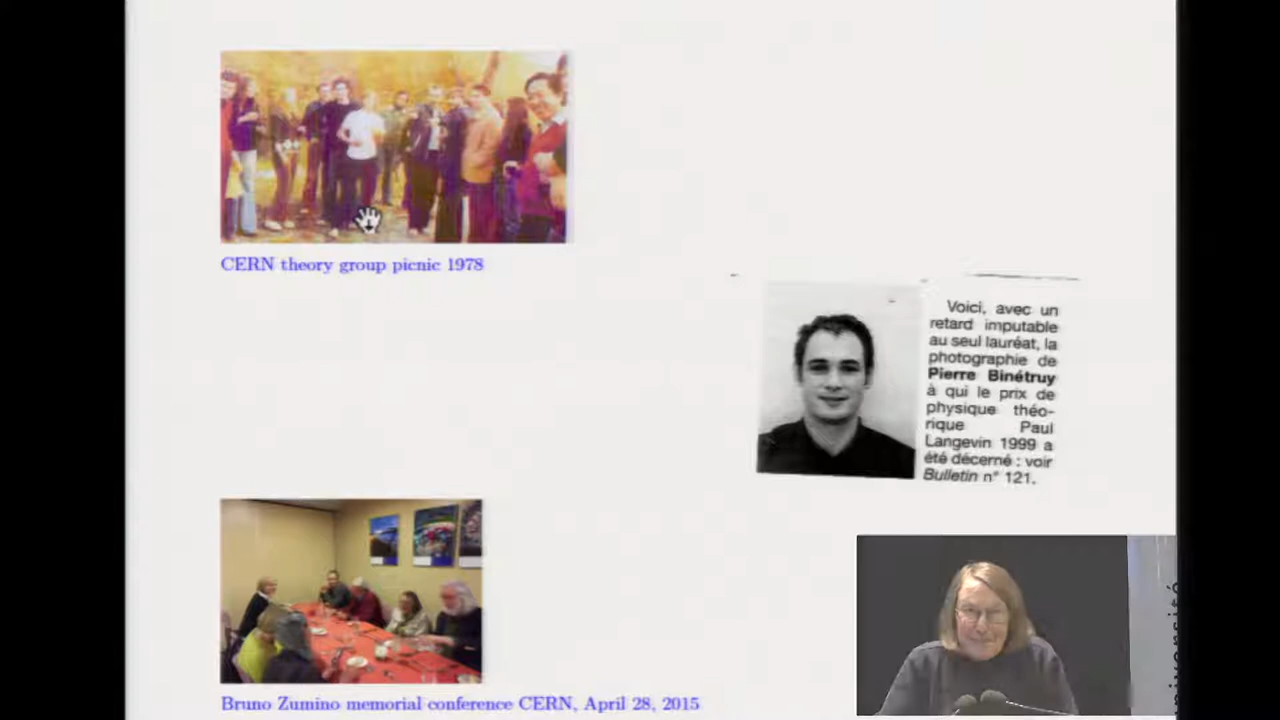 CERN theory group picnic 1978
Voici, avec un
retard imputable
au seul lauréat, la
photographie de
Pierre Binétruy
à qui le prix de
physique théo-
rique Paul
Langevin 1999 a
été décerné : voir
Bulletin n° 121.
Bruno Zumino memorial conference CERN, April 28, 2015